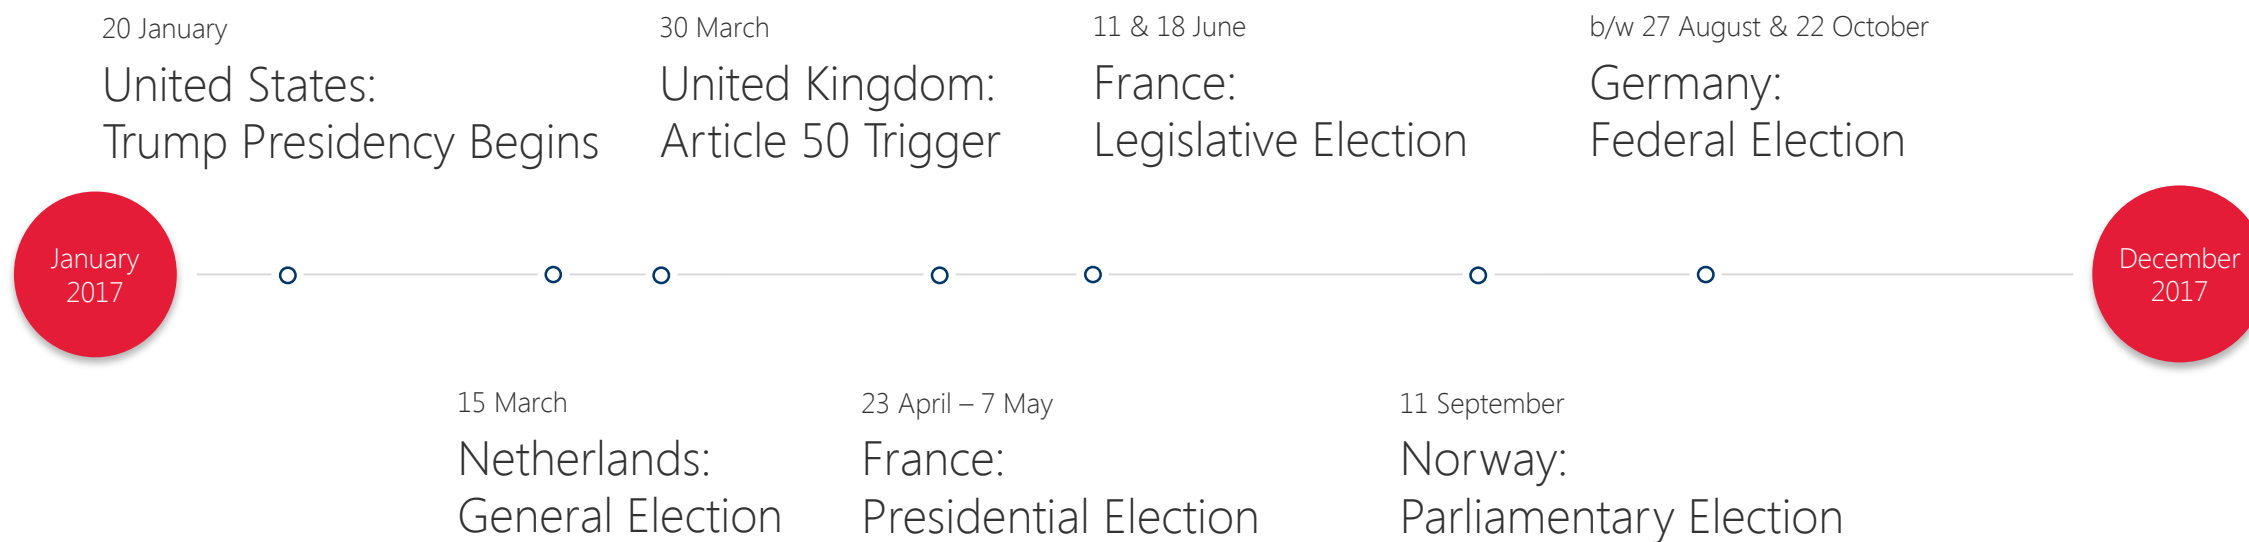 20 January
United States:
Trump Presidency Begins
30 March
United Kingdom:
Article 50 Trigger
11 & 18 June
France:
Legislative Election
b/w 27 August & 22 October
Germany:
Federal Election
January
2017
December
2017
15 March
Netherlands:
General Election
23 April – 7 May
France:
Presidential Election
11 September
Norway:
Parliamentary Election